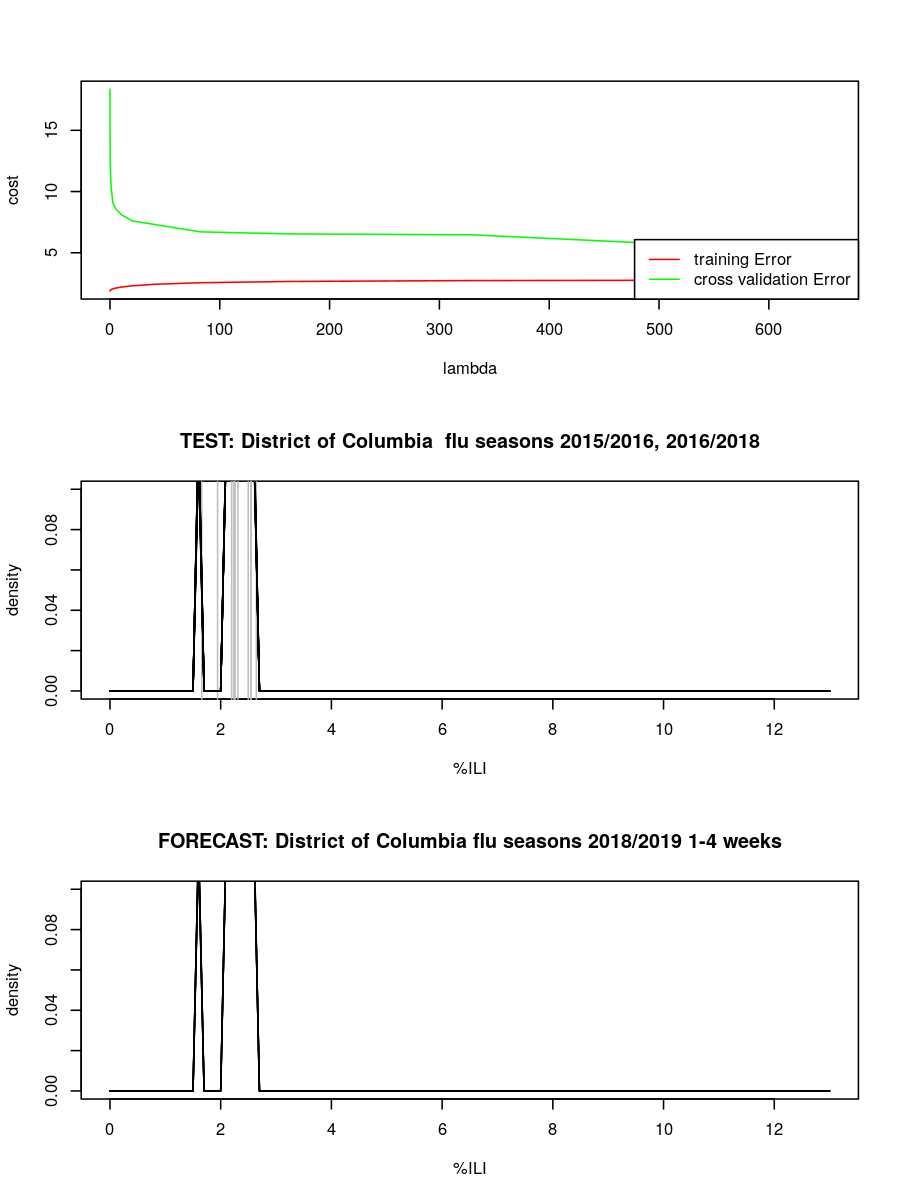 15
10
5
cost
training Error
cross validation Error
0 100 200 300 400 500 600
lambda
TEST: District of Columbia  flu seasons 2015/2016, 2016/2018
0.08
0.04
0.00
density
0 2 4 6 8 10 12
%ILI
FORECAST: District of Columbia flu seasons 2018/2019 1-4 weeks
0.08
0.04
0.00
density
0 2 4 6 8 10 12
%ILI